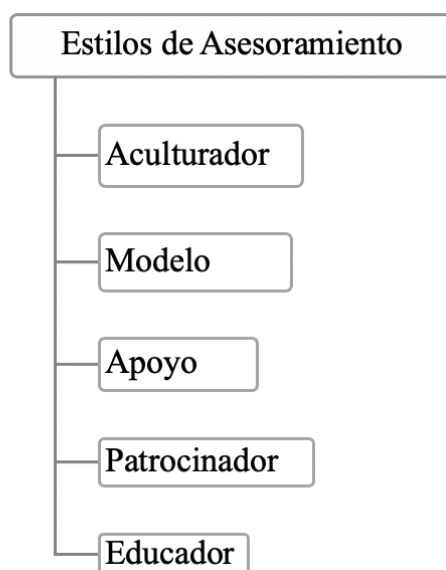 Estilos de Asesoramiento
Aculturador
Modelo
Apoyo
Patrocinador
Educador